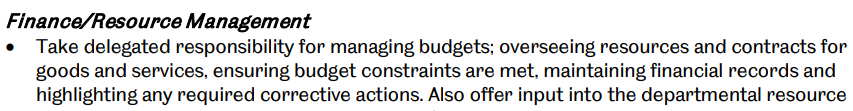 Finance/Resource Management
• Take delegated responsibility for managing budgets; overseeing resources and contracts for
goods and services, ensuring budget constraints are met, maintaining financial records and
highlighting any required corrective actions. Also offer input into the departmental resource